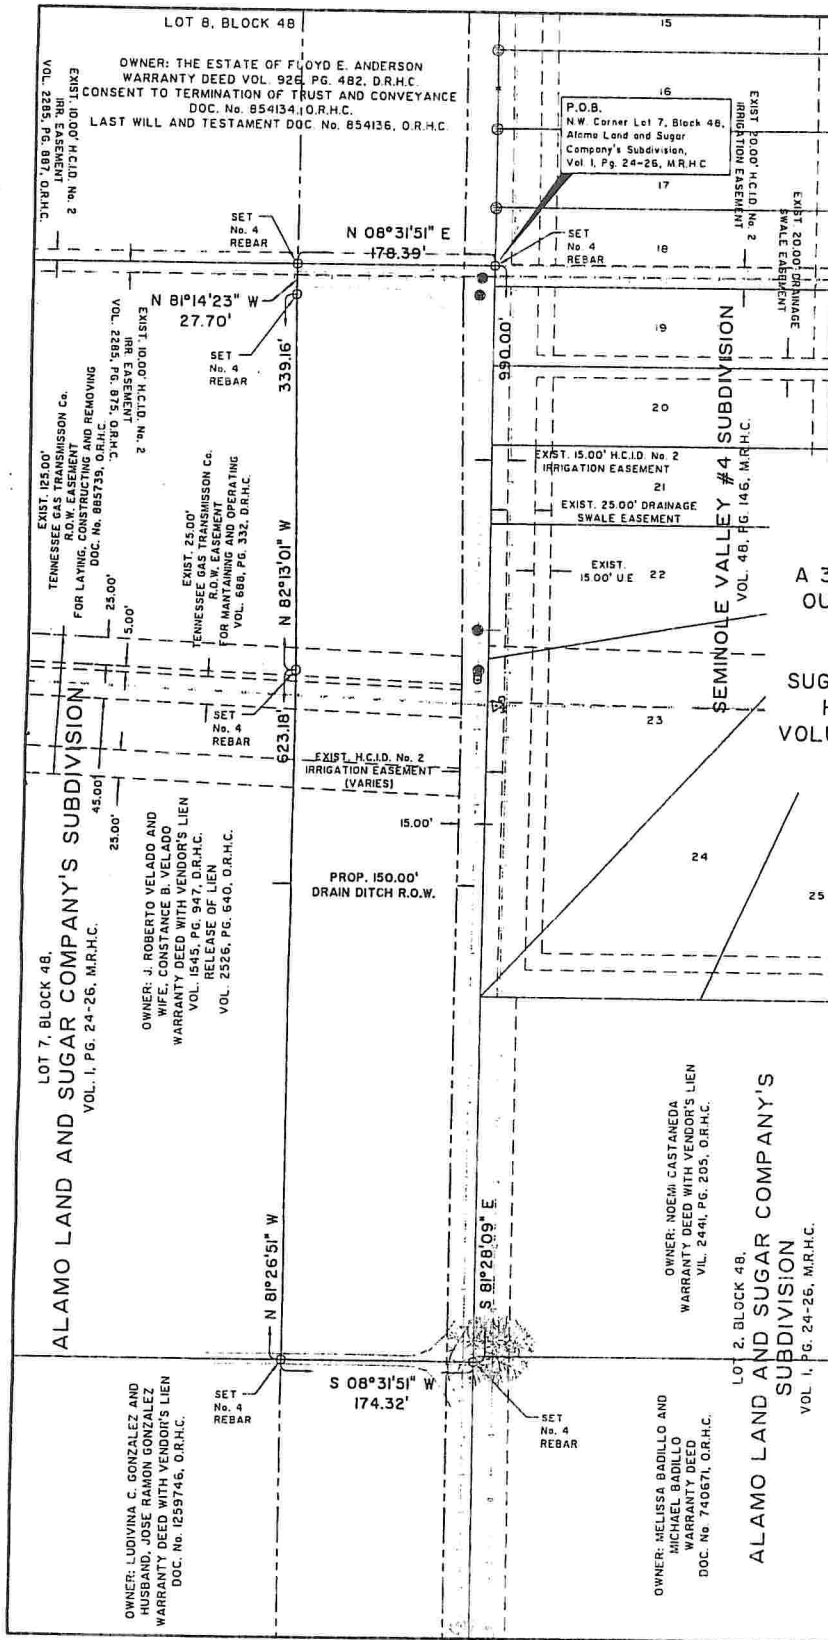 LOT 8, BLOCK 48
OWNER: THE ESTATE OF FLOYD E. ANDERSON
WARRANTY DEED VOL. 926, PG. 482, D.R.H.C.
CONSENT TO TERMINATION OF TRUST AND CONVEYANCE
DOC. No. 854134, O.R.H.C.
LAST WILL AND TESTAMENT DOC. No. 854136, O.R.H.C.
EXIST. 10.00' H.C.I.D. No. 2
IRR. EASEMENT
VOL. 2285, PG. 887, O.R.H.C.
15
16
17
18
19
20
21
22
23
24
25
P.O.B.
N.W. Corner Lot 7, Block 48,
Alamo Land and Sugar
Company's Subdivision,
Vol. 1, Pg. 24-26, M.R.H.C
EXIST. 20.00' H.C.I.D. No. 2
IRRIGATION EASEMENT
EXIST. 20.00' DRAINAGE
SWALE EASEMENT
SET
No. 4
REBAR
N 08°31'51" E
178.39'
SET
No. 4
REBAR
N 81°14'23" W
27.70'
SET
No. 4
REBAR
339.16'
990.00'
EXIST. 10.00' H.C.I.D. No. 2
IRR. EASEMENT
VOL. 2285, PG. 875, O.R.H.C.
EXIST. 125.00'
TENNESSEE GAS TRANSMISSON Co.
R.O.W. EASEMENT
FOR LAYING, CONSTRUCTING AND REMOVING
DOC. No. 885739, O.R.H.C.
25.00'
5.00'
EXIST. 25.00'
TENNESSEE GAS TRANSMISSON Co.
R.O.W. EASEMENT
FOR MANTAINING AND OPERATING
VOL. 688, PG. 332, D.R.H.C.
N 82°13'01" W
EXIST. 15.00' H.C.I.D. No. 2
IRRIGATION EASEMENT
EXIST. 25.00' DRAINAGE
SWALE EASEMENT
EXIST.
15.00' U.E
SEMINOLE VALLEY #4 SUBDIVISION
VOL. 48, PG. 146, M.R.H.C.
A 3
OU
SUG
H
VOLU
SET
No. 4
REBAR
623.18'
EXIST. H.C.I.D. No. 2
IRRIGATION EASEMENT
(VARIES)
45.00'
25.00'
15.00'
PROP. 150.00'
DRAIN DITCH R.O.W.
LOT 7, BLOCK 48,
ALAMO LAND AND SUGAR COMPANY'S SUBDIVISION
VOL. 1, PG. 24-26, M.R.H.C.
OWNER: J. ROBERTO VELADO AND
WIFE, CONSTANCE B. VELADO
WARRANTY DEED WITH VENDOR'S LIEN
VOL. 1545, PG. 947, O.R.H.C.
RELEASE OF LIEN
VOL. 2526, PG. 640, O.R.H.C.
N 81°26'51" W
S 81°28'09" E
OWNER: NOEMI CASTANEDA
WARRANTY DEED WITH VENDOR'S LIEN
VIL. 2441, PG. 205, O.R.H.C.
LOT 2, BLOCK 48,
ALAMO LAND AND SUGAR COMPANY'S
SUBDIVISION
VOL 1, PG. 24-26, M.R.H.C.
SET
No. 4
REBAR
S 08°31'51" W
174.32'
SET
No. 4
REBAR
OWNER: LUDIVINA C. GONZALEZ AND
HUSBAND, JOSE RAMON GONZALEZ
WARRANTY DEED WITH VENDOR'S LIEN
DOC. No. 1259746, O.R.H.C.
OWNER: MELISSA BADILLO AND
MICHAEL BADILLO
WARRANTY DEED
DOC. No. 740671, O.R.H.C.